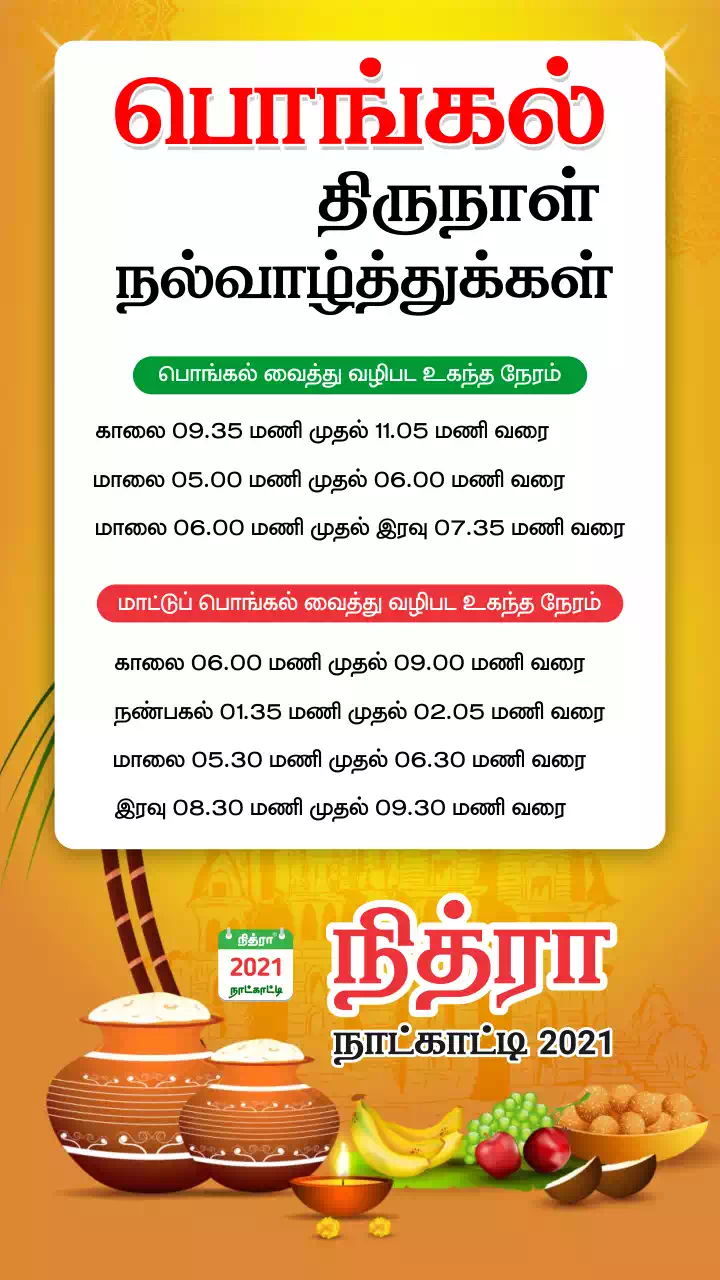 பொங்கல்
திருநாள்
நல்வாழ்த்துக்கள்
பொங்கல் வைத்து வழிபட உகந்த நேரம்
காலை 09.35 மணி முதல் 11.05 மணி வரை
மாலை 05.00 மணி முதல் 06.00 மணி வரை
மாலை 06.00 மணி முதல் இரவு 07.35 மணி வரை
மாட்டுப் பொங்கல் வைத்து வழிபட உகந்த நேரம்
காலை 06.00 மணி முதல் 09.00 மணி வரை
நண்பகல் 01.35 மணி முதல் 02.05 மணி வரை
மாலை 05.30 மணி முதல் 06.30 மணி வரை
இரவு 08.30 மணி முதல் 09.30 மணி வரை
நித்ரா
2021
நாட்காட்டி
நித்ரா
நாட்காட்டி 2021